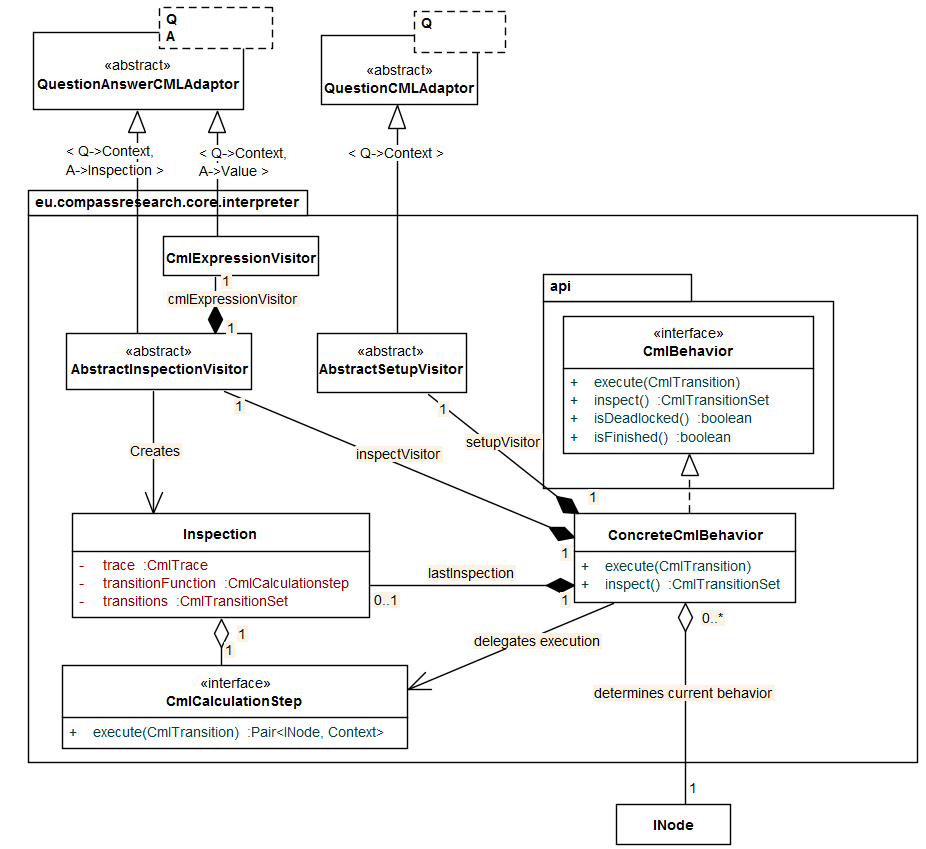 Q
A
«abstract»
QuestionAnswerCMLAdaptor
Q
«abstract»
QuestionCMLAdaptor
< Q->Context,
A->Inspection >
< Q->Context,
A->Value >
< Q->Context >
eu.compassresearch.core.interpreter
CmlExpressionVisitor
1
cmlExpressionVisitor
1
«abstract»
AbstractInspectionVisitor
1
«abstract»
AbstractSetupVisitor
1
api
«interface»
CmlBehavior
+ execute(CmlTransition)
+ inspect() :CmlTransitionSet
+ isDeadlocked() :boolean
+ isFinished() :boolean
Creates
inspectVisitor
setupVisitor
1
1
Inspection
- trace :CmlTrace
- transitionFunction :CmlCalculationstep
- transitions :CmlTransitionSet
lastInspection
0..1
1
ConcreteCmlBehavior
+ execute(CmlTransition)
+ inspect() :CmlTransitionSet
1
1
0..*
delegates execution
«interface»
CmlCalculationStep
+ execute(CmlTransition) :Pair<INode, Context>
determines current behavior
1
INode